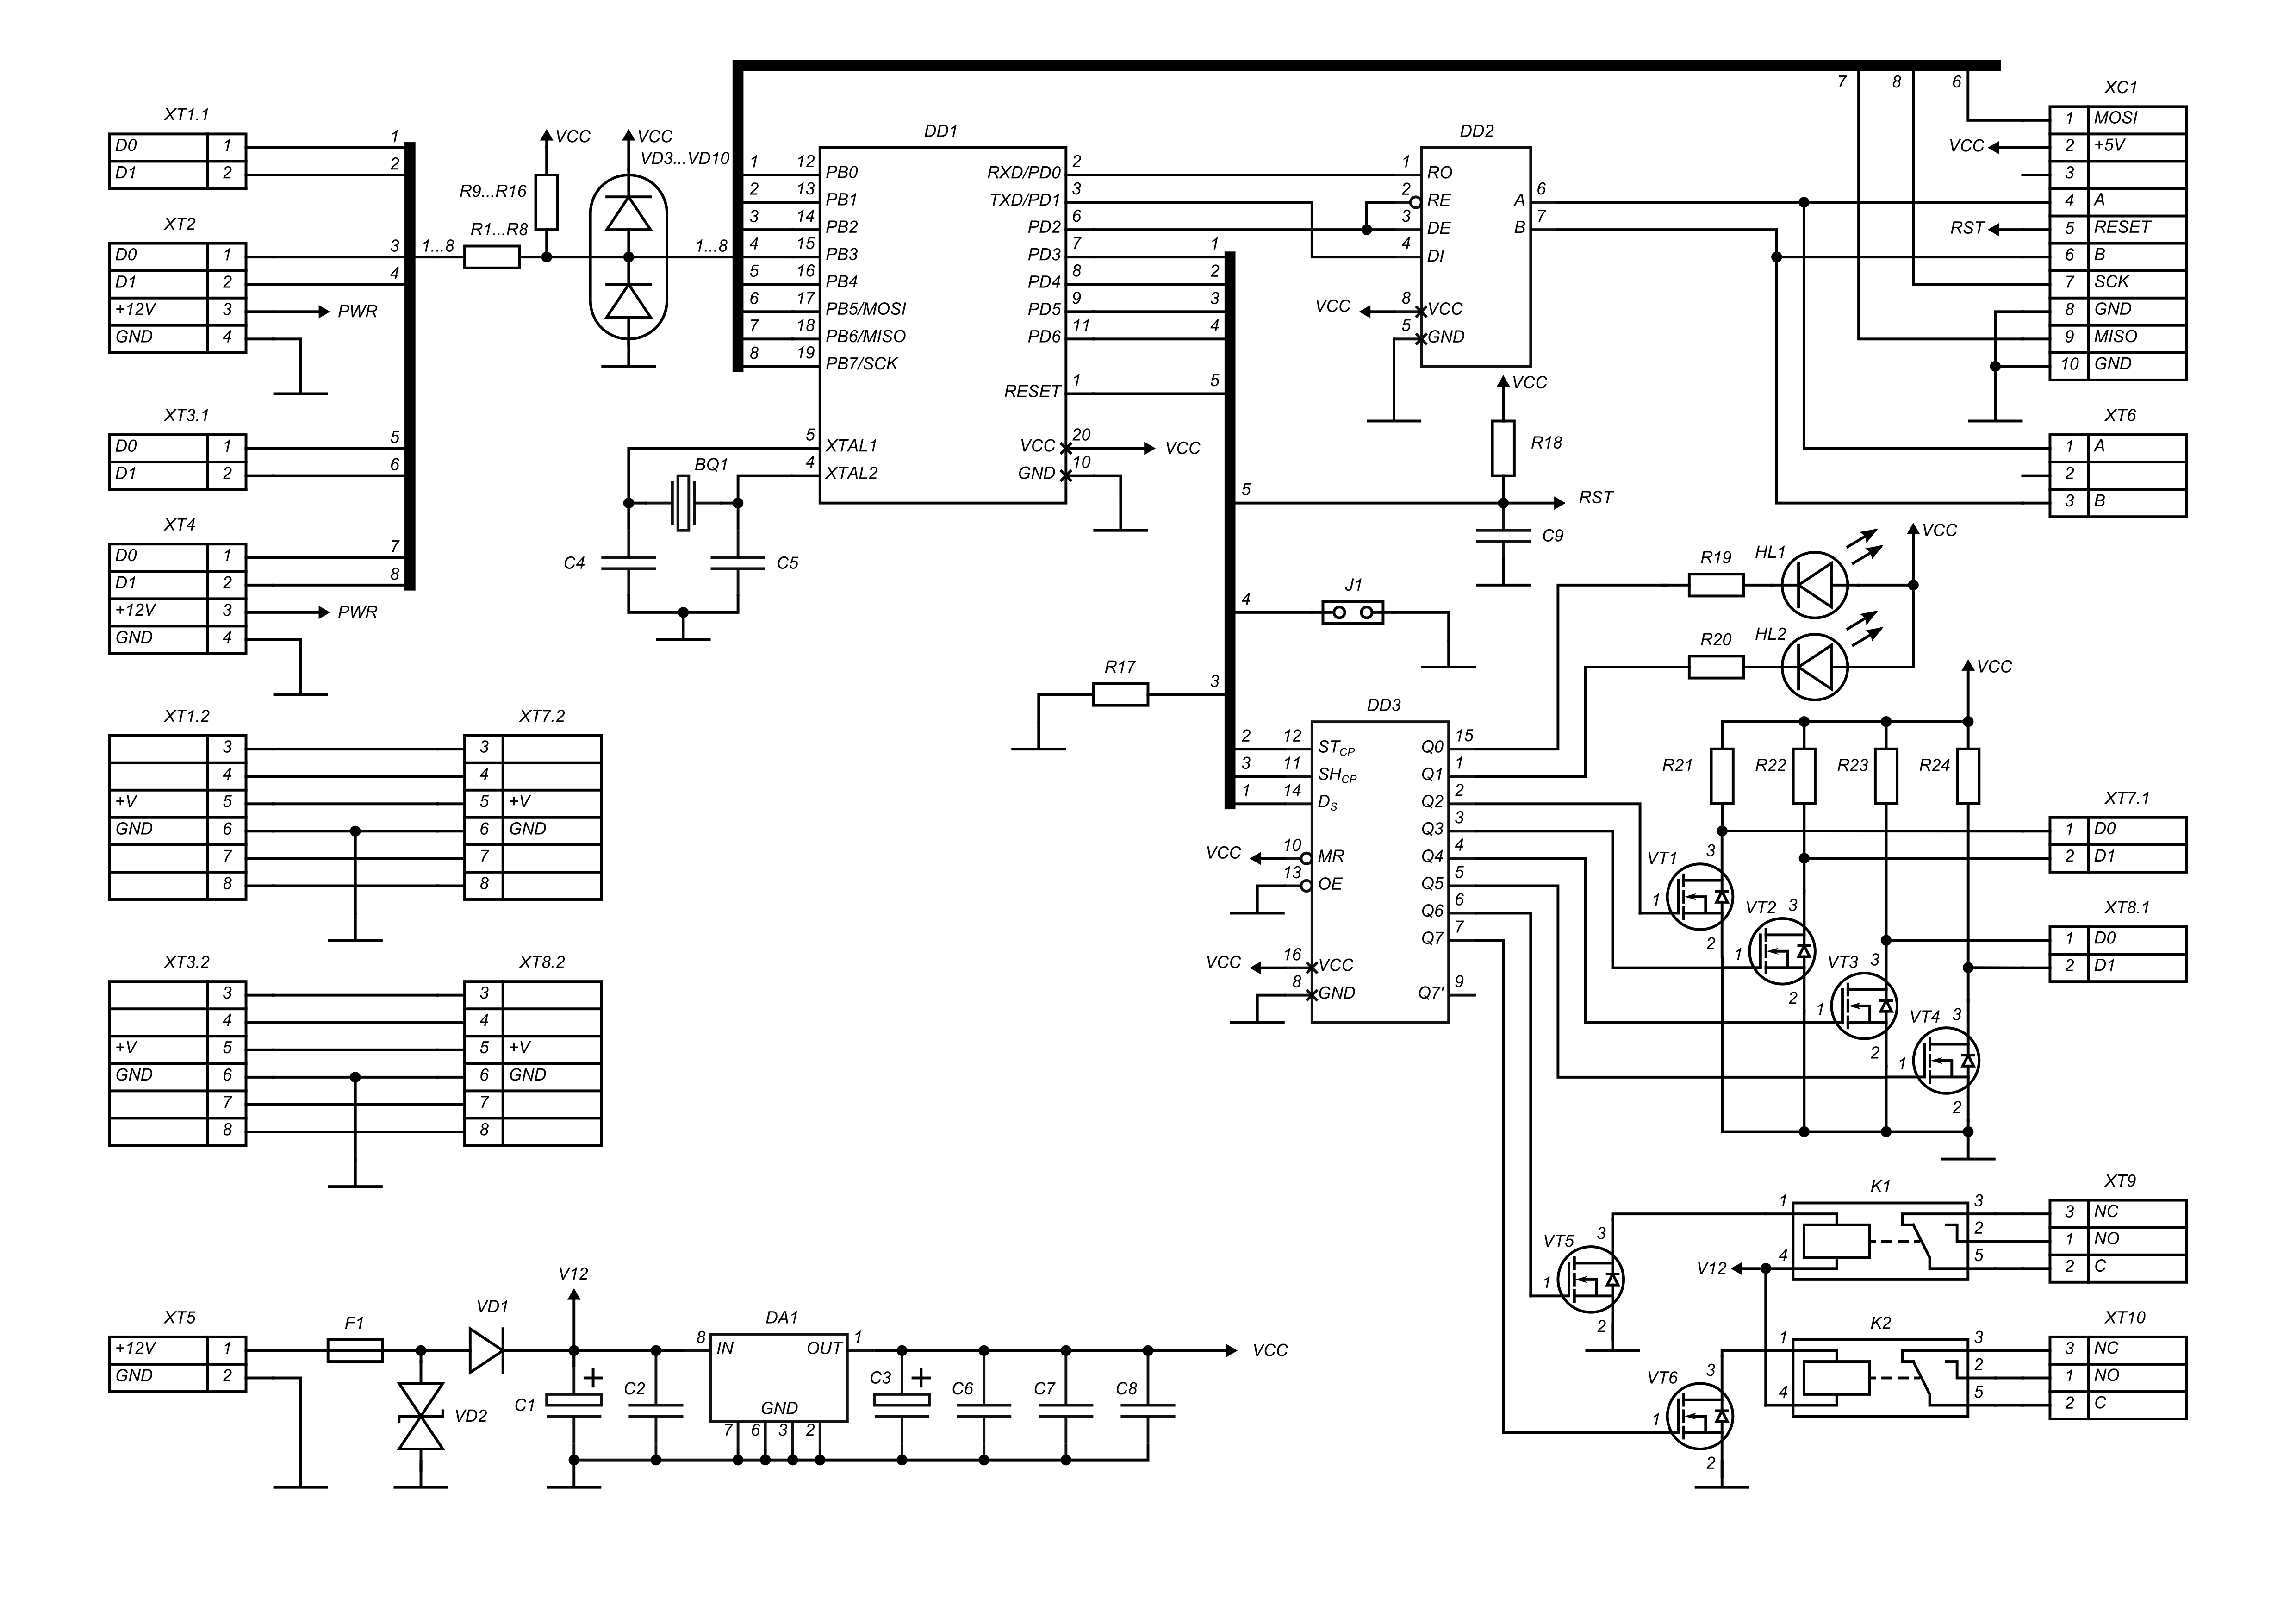 XT1.1
D0 1 1
D1 2 2
XT2
D0 1 3
D1 2 4
+12V 3 PWR
GND 4
XT3.1
D0 1 5
D1 2 6
XT4
D0 1 7
D1 2 8
+12V 3 PWR
GND 4
1...8
R1...R8
R9...R16
VCC
VCC
VD3...VD10
1...8
DD1
1 12 PB0
2 13 PB1
3 14 PB2
4 15 PB3
5 16 PB4
6 17 PB5/MOSI
7 18 PB6/MISO
8 19 PB7/SCK
5 XTAL1
4 XTAL2
RXD/PD0 2
TXD/PD1 3
PD2 6
PD3 7 1
PD4 8 2
PD5 9 3
PD6 11 4
RESET 1 5
VCC 20 VCC
GND 10
BQ1
C4
C5
DD2
1 RO
2 RE
3 DE
4 DI
VCC 8 VCC
5 GND
A 6
B 7
7 8 6
XC1
1 MOSI
VCC 2 +5V
3
4 A
RST 5 RESET
6 B
7 SCK
8 GND
9 MISO
10 GND
XT6
1 A
2
3 B
VCC
R18
5 RST
C9
4 J1
R17 3
R19 HL1
VCC
R20 HL2
DD3
2 12 STCP
3 11 SHCP
1 14 DS
VCC 10 MR
13 OE
VCC 16 VCC
8 GND
Q0 15
Q1 1
Q2 2
Q3 3
Q4 4
Q5 5
Q6 6
Q7 7
Q7' 9
VCC
R21 R22 R23 R24
VT1 3
1
2
VT2 3
1
2
VT3 3
1
2
VT4 3
1
2
XT7.1
1 D0
2 D1
XT8.1
1 D0
2 D1
XT1.2 XT7.2
3 3
4 4
+V 5 5 +V
GND 6 6 GND
7 7
8 8
XT3.2 XT8.2
3 3
4 4
+V 5 5 +V
GND 6 6 GND
7 7
8 8
XT5
+12V 1
GND 2
F1
VD2
VD1
V12
C1 +
C2
DA1
8 IN OUT 1
GND
7 6 3 2
C3 +
C6
C7
C8
VCC
VT5 3
1
2
VT6 3
1
2
K1
1 3
2
4 5
V12
K2
1 3
2
4 5
XT9
3 NC
1 NO
2 C
XT10
3 NC
1 NO
2 C